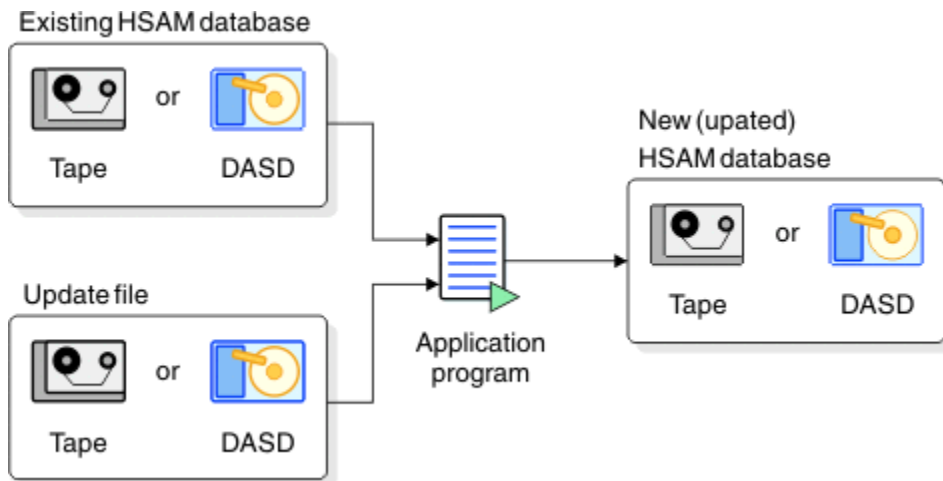 Existing HSAM database
or
Tape
DASD
Update file
or
Tape
DASD
Application
program
New (upated)
HSAM database
or
Tape
DASD